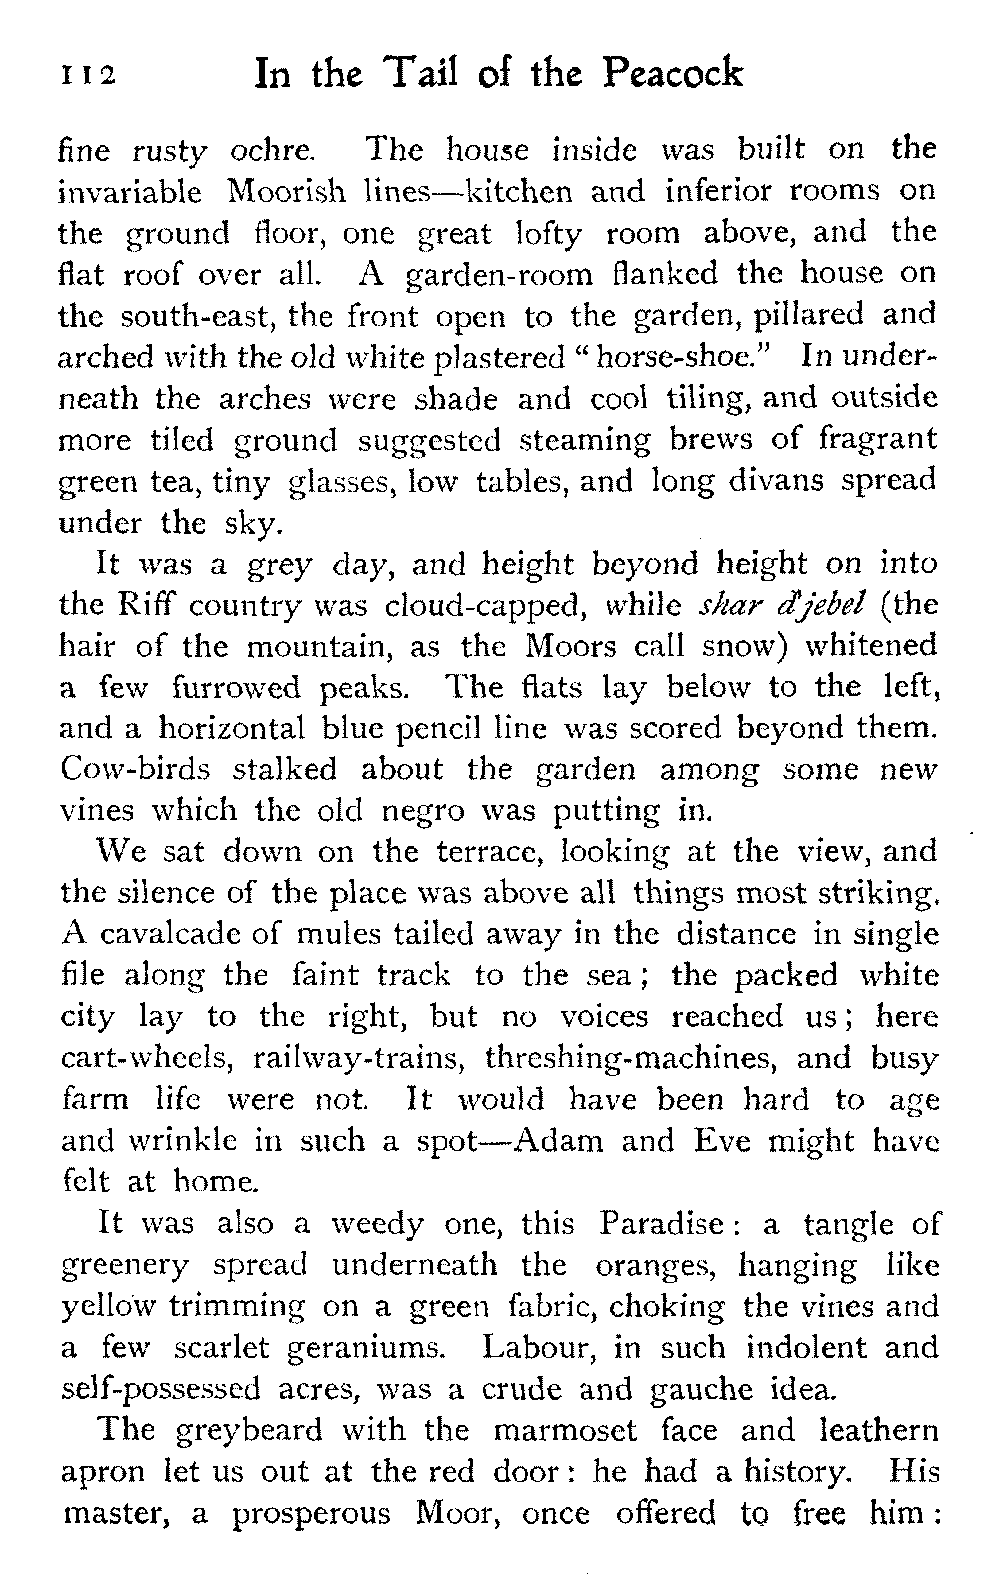 112 In the Tail of the Peacock
fine rusty ochre. The house inside was built on the
invariable Moorish lines—kitchen and inferior rooms on
the ground floor, one great lofty room above, and the
flat roof over all. A garden-room flanked the house on
the south-east, the front open to the garden, pillared and
arched with the old white plastered “horse-shoe.” In under-
neath the arches were shade and cool tiling, and outside
more tiled ground suggested steaming brews of fragrant
green tea, tiny glasses, low tables, and long divans spread
under the sky.
It was a grey day, and height beyond height on into
the Riff country was cloud-capped, while shar d'jebel (the
hair of the mountain, as the Moors call snow) whitened
a few furrowed peaks. The flats lay below to the left,
and a horizontal blue pencil line was scored beyond them.
Cow-birds stalked about the garden among some new
vines which the old negro was putting in.
We sat down on the terrace, looking at the view, and
the silence of the place was above all things most striking.
A cavalcade of mules tailed away in the distance in single
file along the faint track to the sea; the packed white
city lay to the right, but no voices reached us; here
cart-wheels, railway-trains, threshing-machines, and busy
farm life were not. It would have been hard to age
and wrinkle in such a spot—Adam and Eve might have
felt at home.
It was also a weedy one, this Paradise: a tangle of
greenery spread underneath the oranges, hanging like
yellow trimming on a green fabric, choking the vines and
a few scarlet geraniums. Labour, in such indolent and
self-possessed acres, was a crude and gauche idea.
The greybeard with the marmoset face and leathern
apron let us out at the red door: he had a history. His
master, a prosperous Moor, once offered to free him: